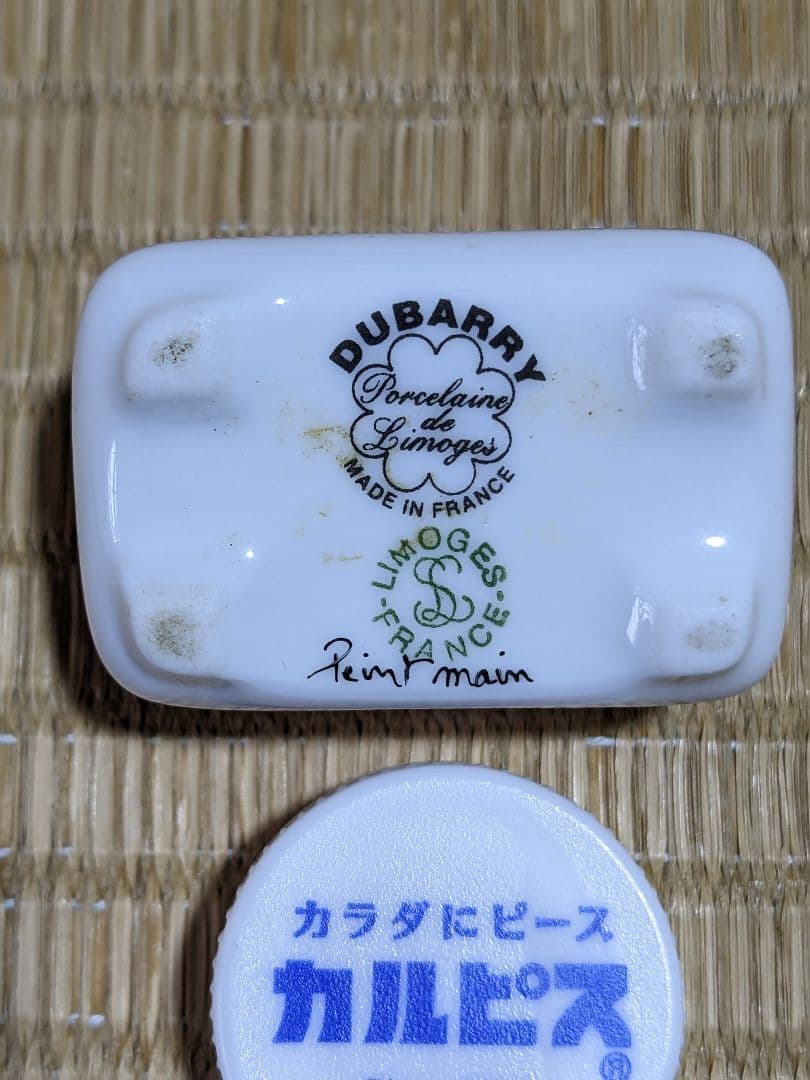 DUBARRY
Porcelaine
de
Limoges
MADE IN FRANCE
LIMOGES
SL
FRANCE
Peint main
カラダにピース
カルピス
®